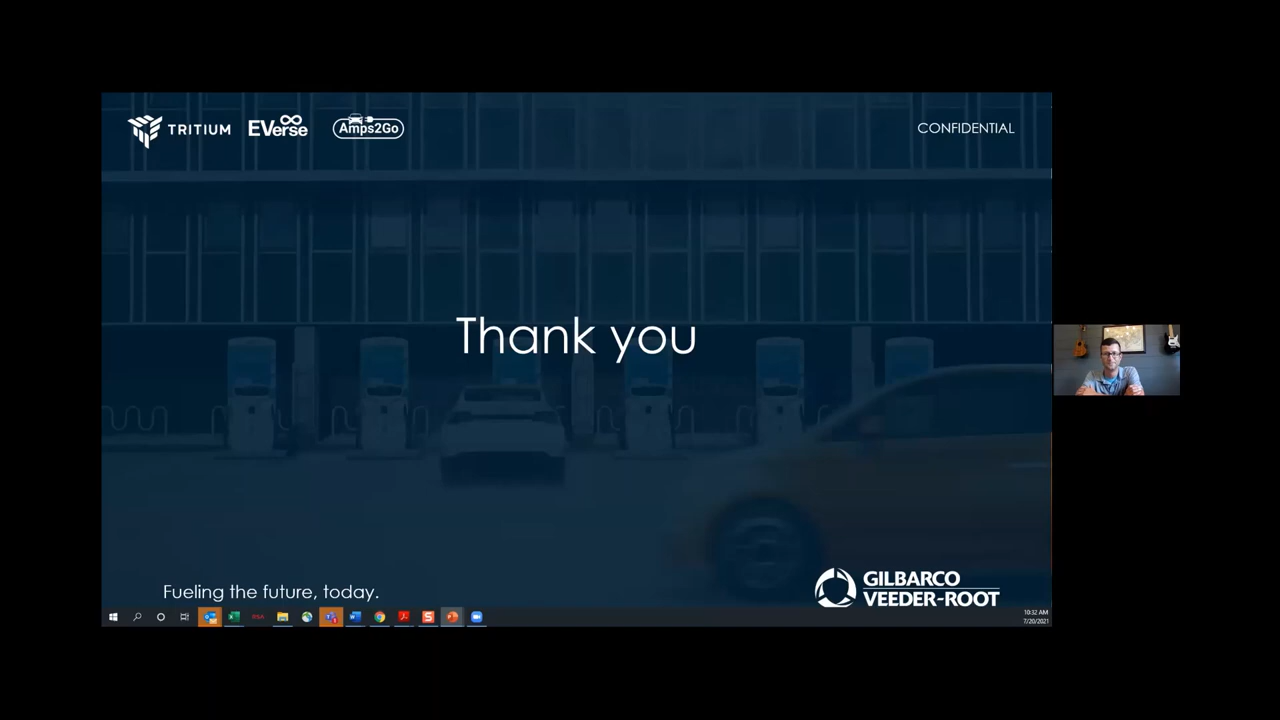 TRITIUM EVerse Amps2Go
CONFIDENTIAL
Thank you
Fueling the future, today.
GILBARCO
VEEDER-ROOT
10:32 AM
7/20/2021